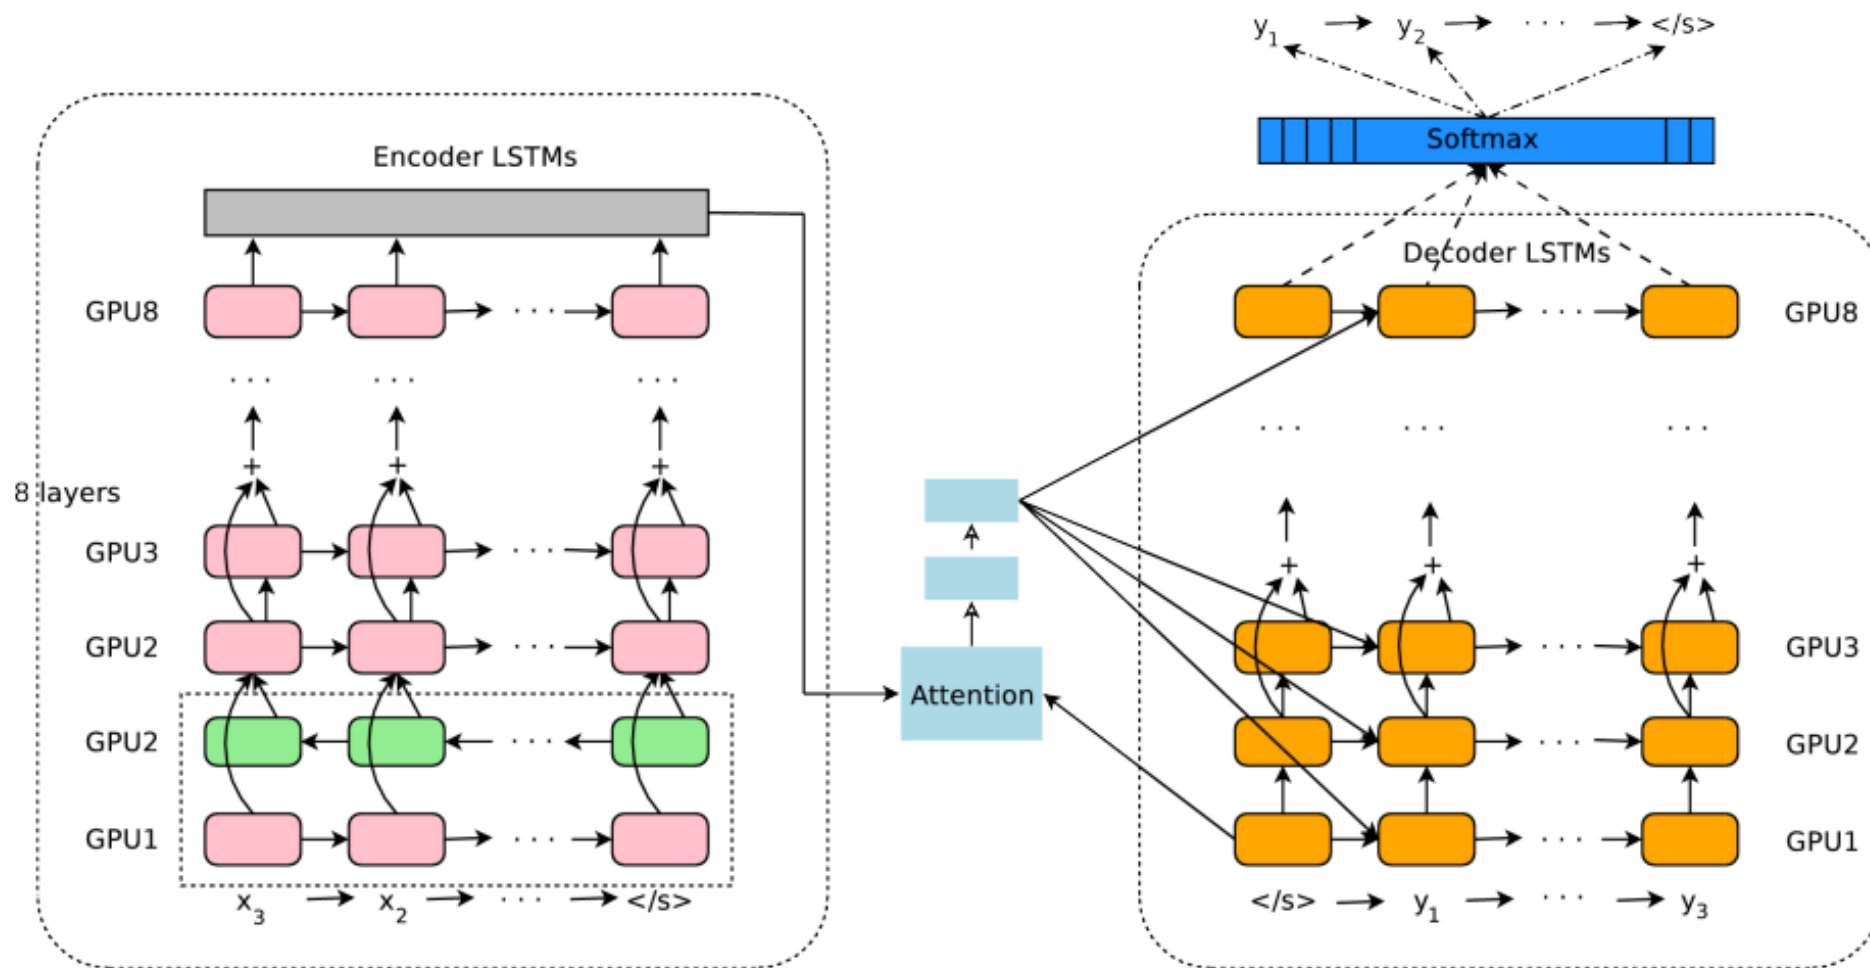 y1 y2 ... </s>
Softmax
Encoder LSTMs
Decoder LSTMs
GPU8 ... GPU8
... ... ...
... ... ...
8 layers
+ + +
+ + +
GPU3 ...
GPU2 ...
... GPU3
Attention
GPU2 ...
... GPU2
GPU1 ...
... GPU1
x3 x2 ... </s>
</s> y1 ... y3